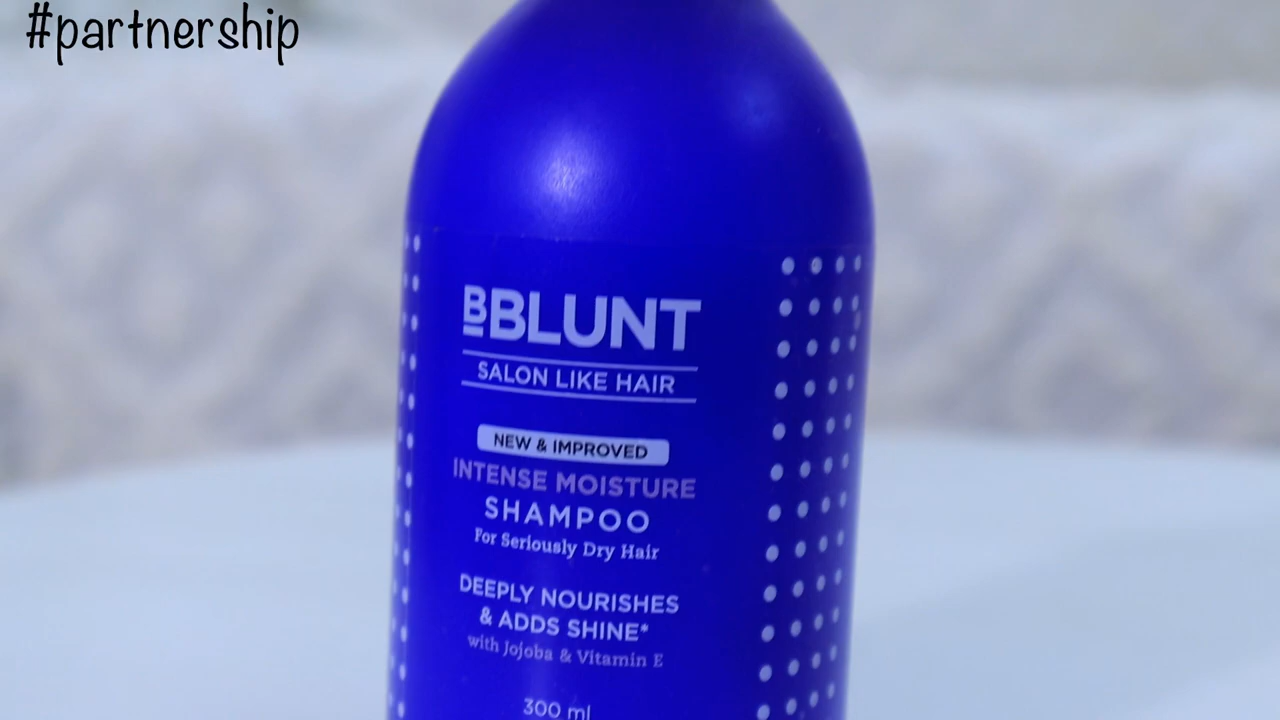 #partnership
BBLUNT
SALON LIKE HAIR
NEW & IMPROVED
INTENSE MOISTURE
SHAMPOO
For Seriously Dry Hair
DEEPLY NOURISHES
& ADDS SHINE*
with Jojoba & Vitamin E
300 ml